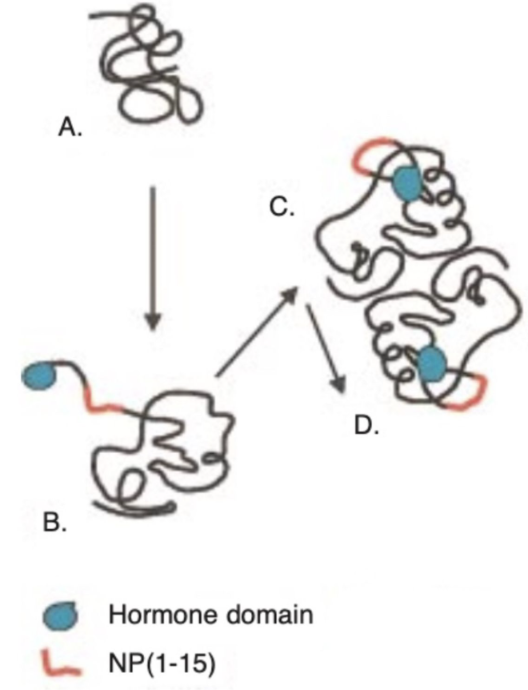 A.
C.
D.
B.
Hormone domain
NP(1-15)